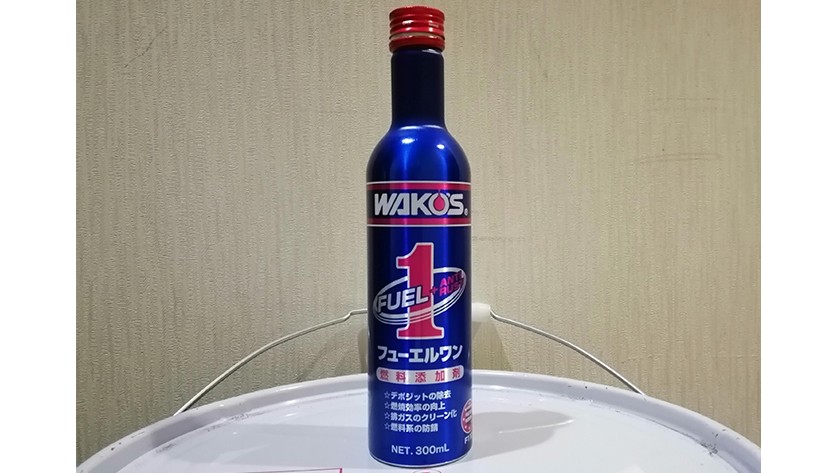 WAKO'S®
1
FUEL + ANTI RUST
フューエルワン
燃料添加剤
☆デポジットの除去
☆燃焼効率の向上
☆排ガスのクリーン化
☆燃料系の防錆
NET. 300mL